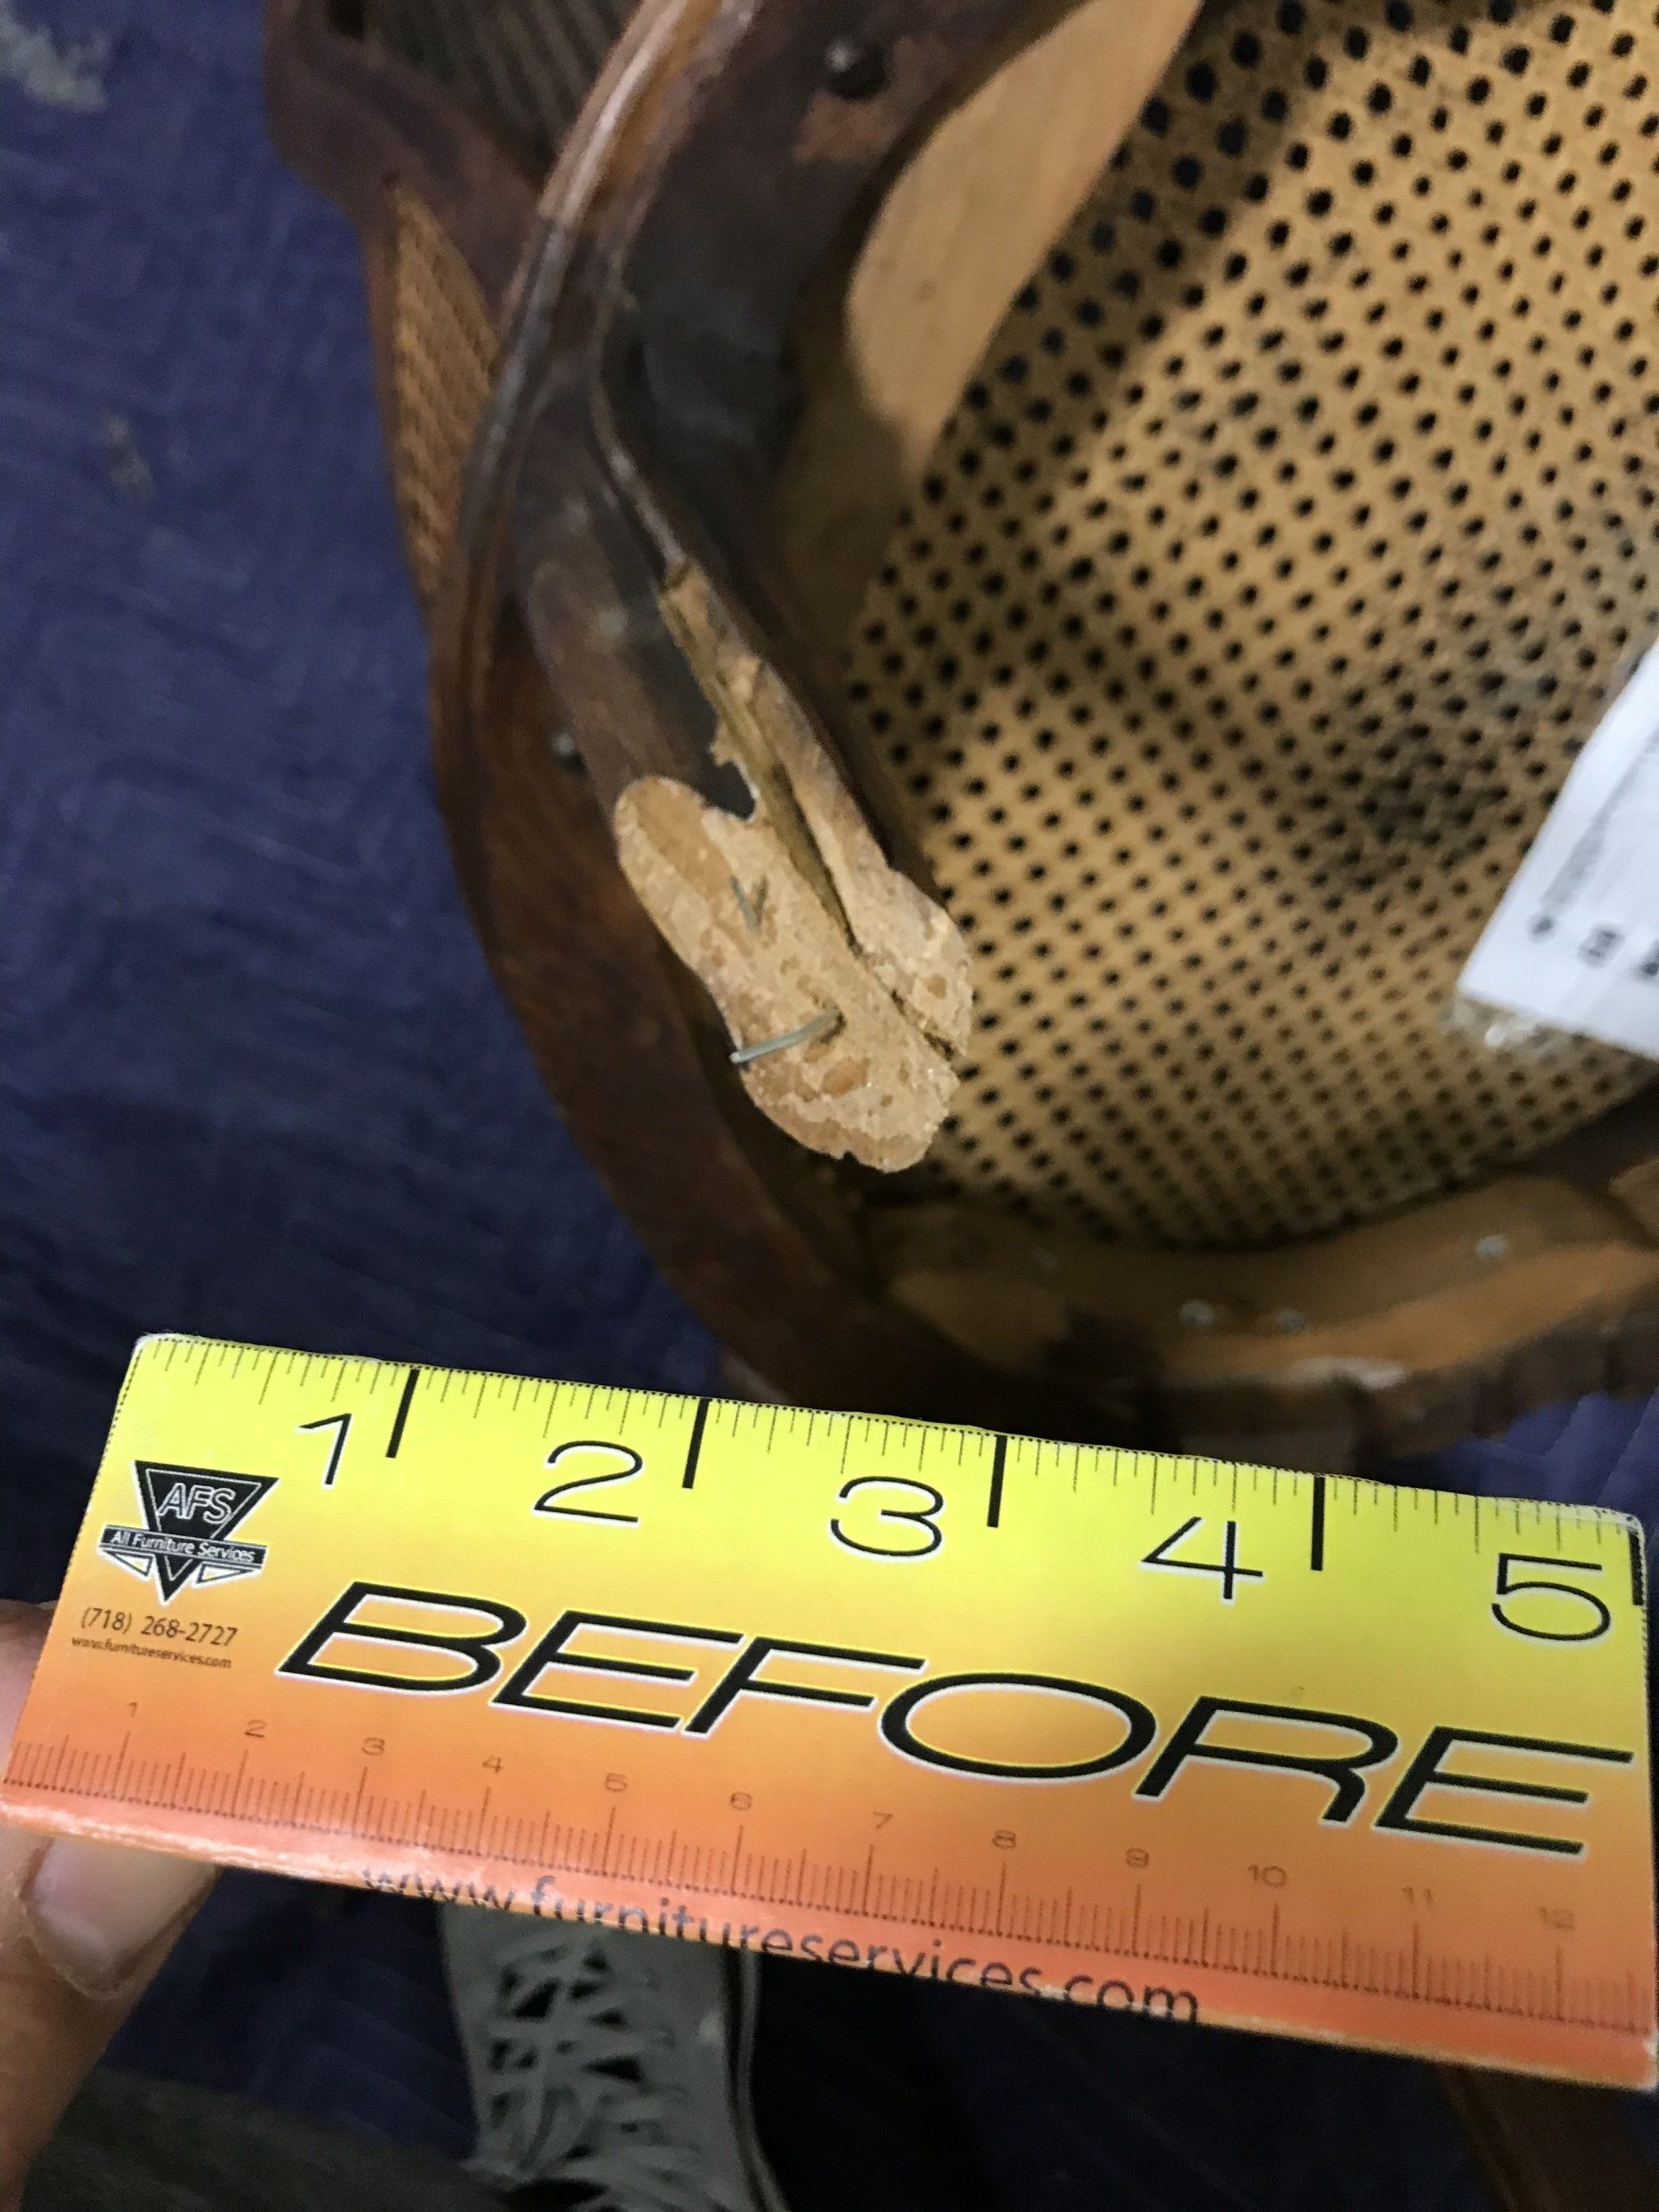 1 2 3 4 5
AFS
All Furniture Services
(718) 268-2727
www.furnitureservices.com
BEFORE
1 2 3 4 5 6 7 8 9 10 11 12
www.furnitureservices.com